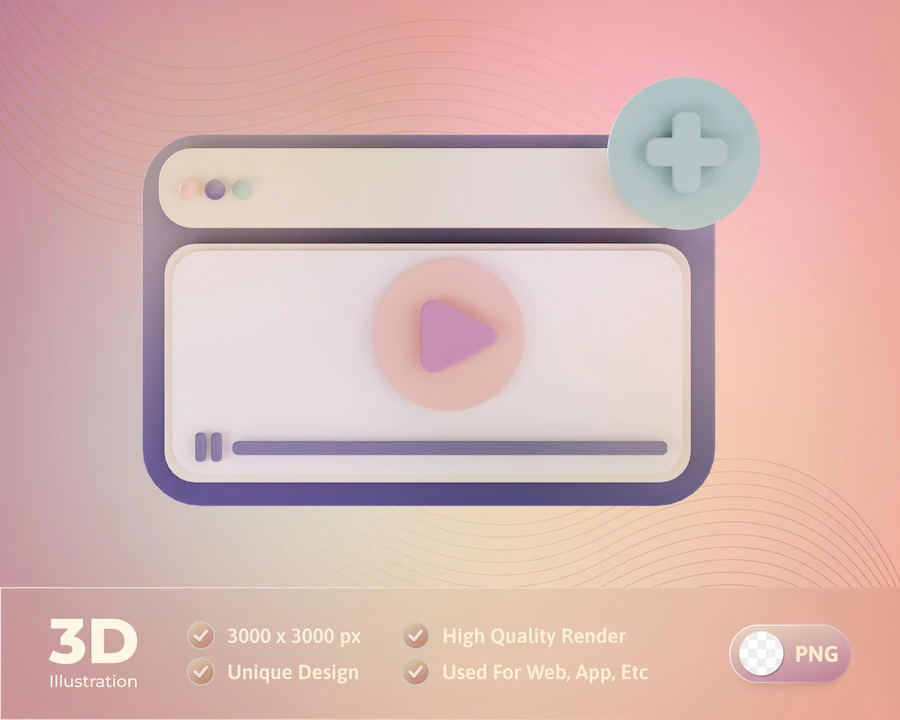 3D
Illustration
3000 x 3000 px
Unique Design
High Quality Render
Used For Web, App, Etc
PNG